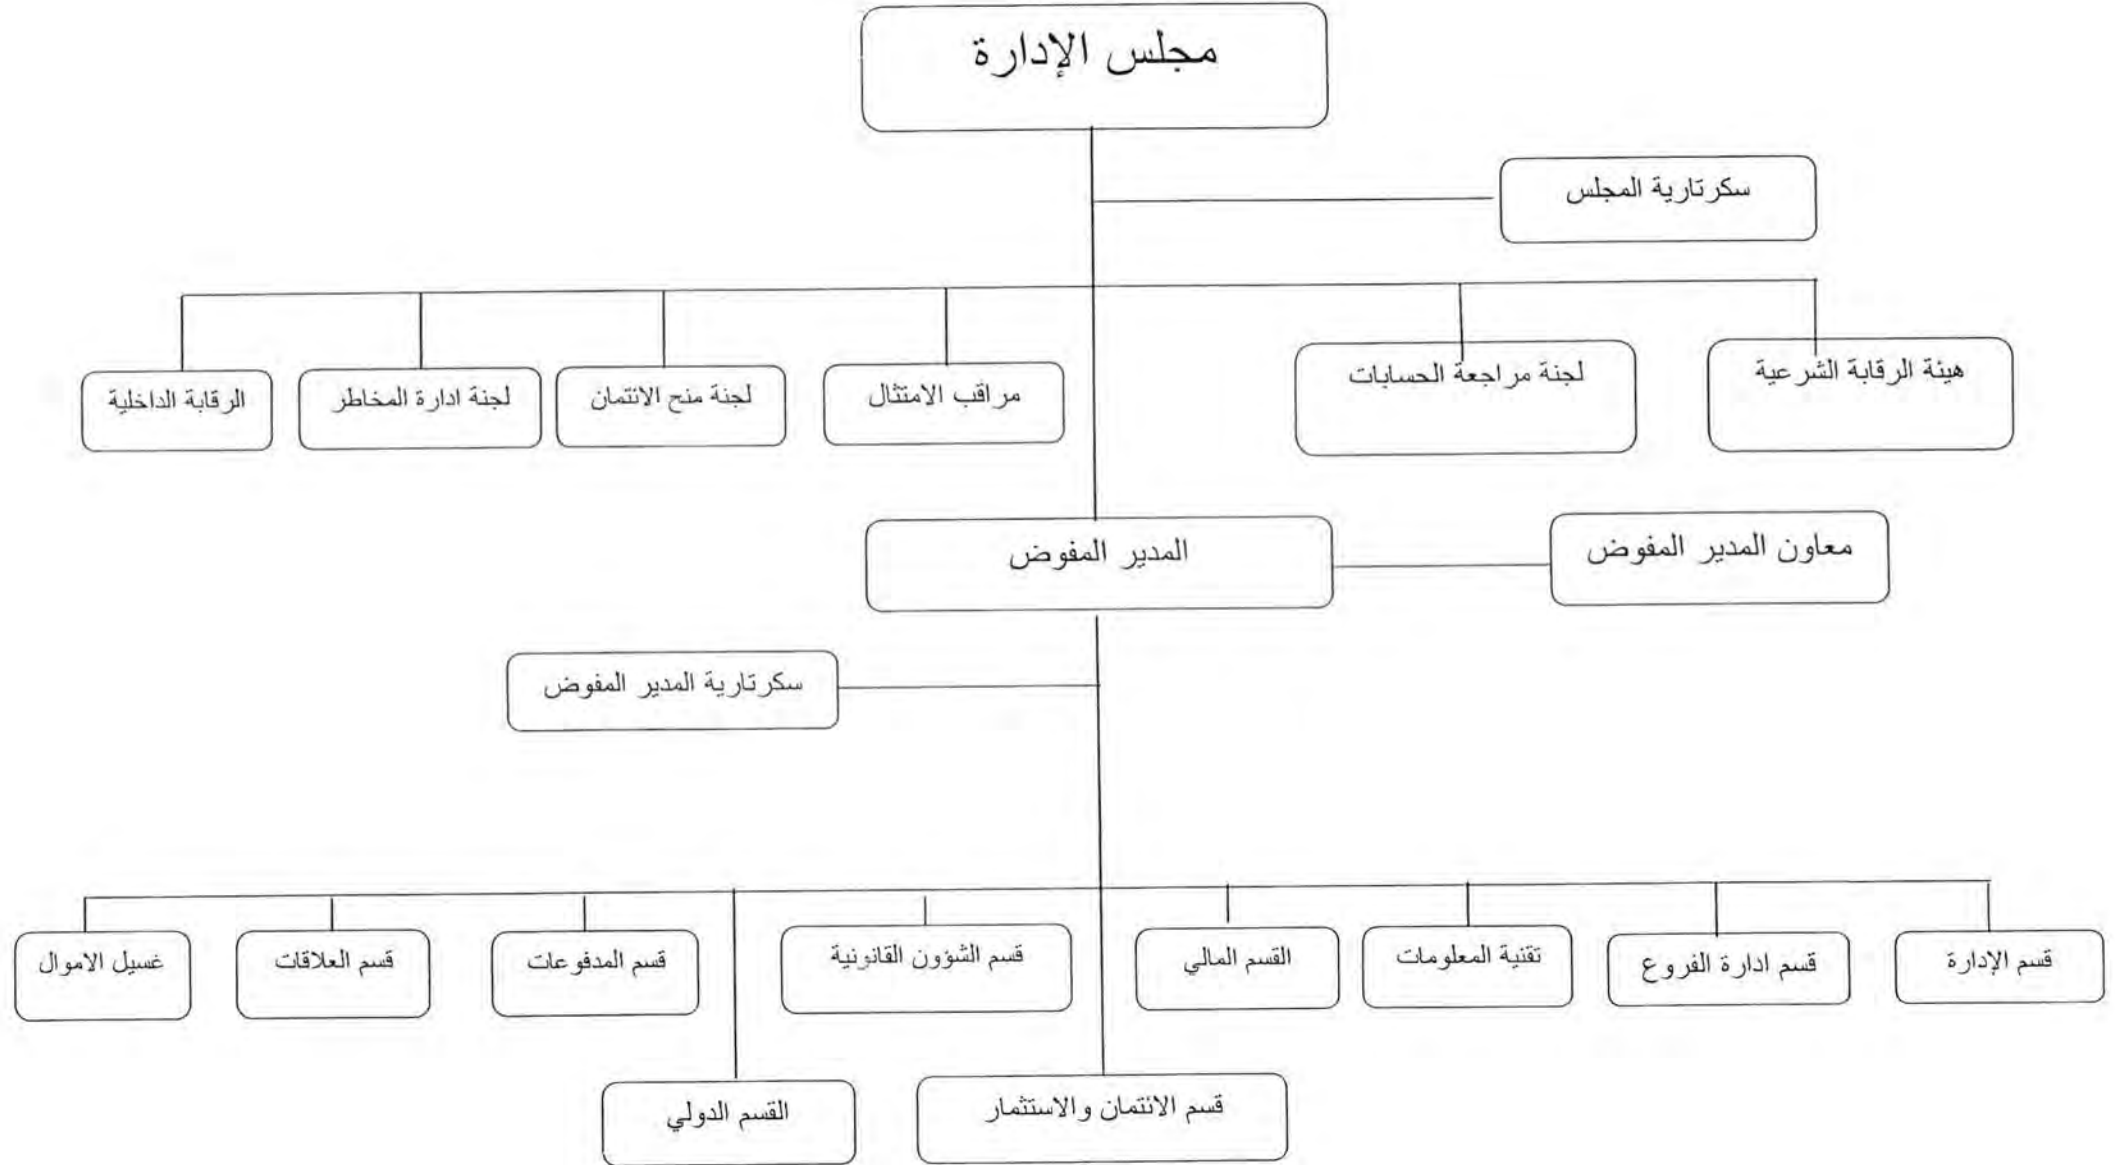 مجلس الإدارة
سكرتارية المجلس
هيئة الرقابة الشرعية
لجنة مراجعة الحسابات
مراقب الامتثال
لجنة منح الائتمان
لجنة ادارة المخاطر
الرقابة الداخلية
المدير المفوض
معاون المدير المفوض
سكرتارية المدير المفوض
قسم الإدارة
قسم ادارة الفروع
تقنية المعلومات
القسم المالي
قسم الشؤون القانونية
قسم المدفوعات
قسم العلاقات
غسيل الاموال
قسم الائتمان والاستثمار
القسم الدولي